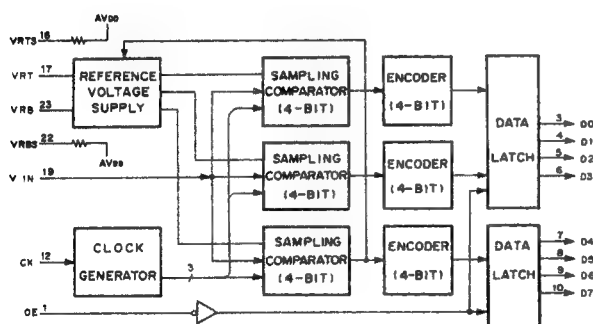 AVDD
VRTS 16
VRT 17
VRB 23
VRBS 22
AVDD
V IN 19
CK 12
OE 1
REFERENCE
VOLTAGE
SUPPLY
CLOCK
GENERATOR
3
SAMPLING
COMPARATOR
(4-BIT)
ENCODER
(4-BIT)
SAMPLING
COMPARATOR
(4-BIT)
ENCODER
(4-BIT)
SAMPLING
COMPARATOR
(4-BIT)
ENCODER
(4-BIT)
DATA
LATCH
3 D0
4 D1
5 D2
6 D3
DATA
LATCH
7 D4
8 D5
9 D6
10 D7